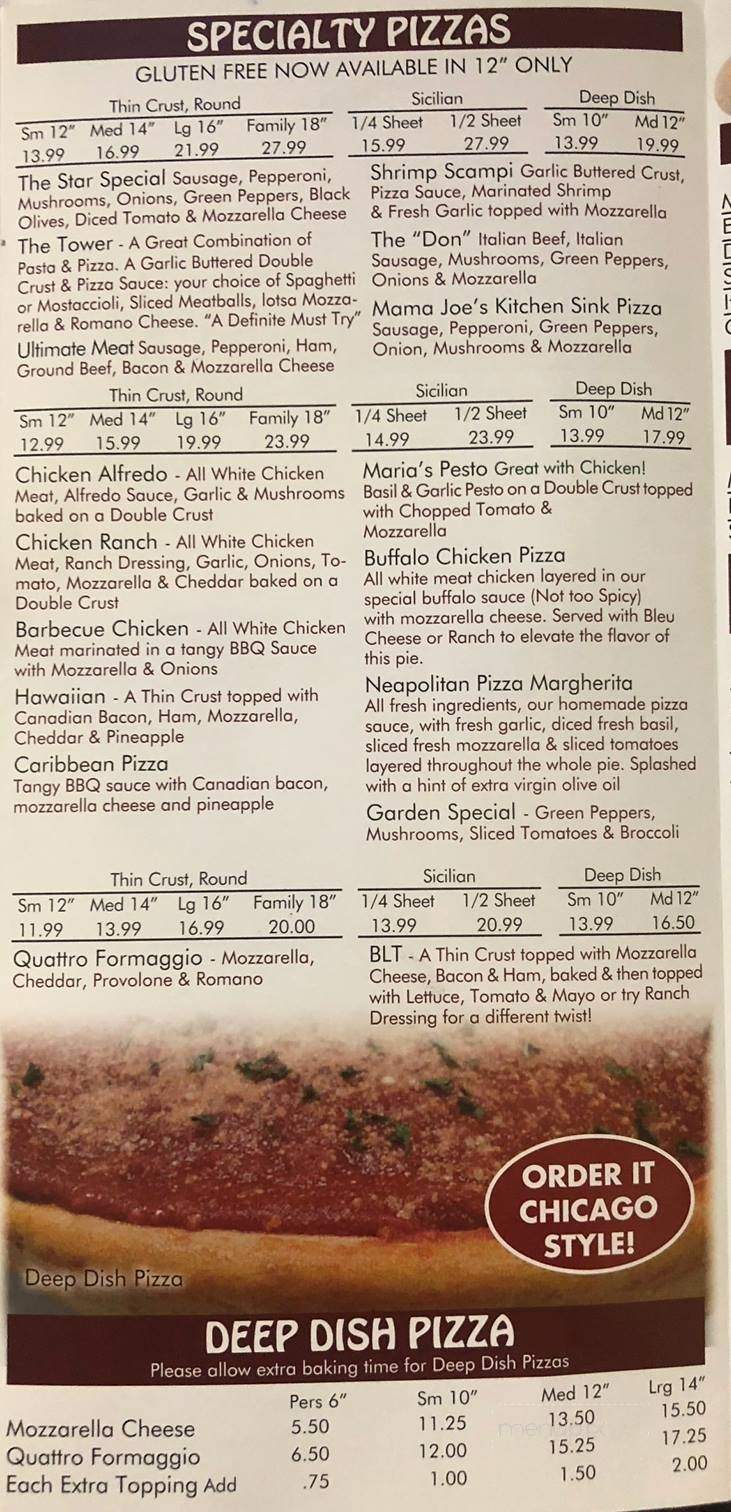 SPECIALTY PIZZAS
GLUTEN FREE NOW AVAILABLE IN 12" ONLY
Thin Crust, Round
Sm 12" Med 14" Lg 16" Family 18"
13.99 16.99 21.99 27.99
Sicilian
1/4 Sheet 1/2 Sheet
15.99 27.99
Deep Dish
Sm 10" Md 12"
13.99 19.99
The Star Special Sausage, Pepperoni,
Mushrooms, Onions, Green Peppers, Black
Olives, Diced Tomato & Mozzarella Cheese
The Tower - A Great Combination of
Pasta & Pizza. A Garlic Buttered Double
Crust & Pizza Sauce: your choice of Spaghetti
or Mostaccioli, Sliced Meatballs, lotsa Mozza-
rella & Romano Cheese. "A Definite Must Try"
Ultimate Meat Sausage, Pepperoni, Ham,
Ground Beef, Bacon & Mozzarella Cheese
Shrimp Scampi Garlic Buttered Crust,
Pizza Sauce, Marinated Shrimp
& Fresh Garlic topped with Mozzarella
The "Don" Italian Beef, Italian
Sausage, Mushrooms, Green Peppers,
Onions & Mozzarella
Mama Joe's Kitchen Sink Pizza
Sausage, Pepperoni, Green Peppers,
Onion, Mushrooms & Mozzarella
Thin Crust, Round
Sm 12" Med 14" Lg 16" Family 18"
12.99 15.99 19.99 23.99
Sicilian
1/4 Sheet 1/2 Sheet
14.99 23.99
Deep Dish
Sm 10" Md 12"
13.99 17.99
Chicken Alfredo - All White Chicken
Meat, Alfredo Sauce, Garlic & Mushrooms
baked on a Double Crust
Chicken Ranch - All White Chicken
Meat, Ranch Dressing, Garlic, Onions, To-
mato, Mozzarella & Cheddar baked on a
Double Crust
Barbecue Chicken - All White Chicken
Meat marinated in a tangy BBQ Sauce
with Mozzarella & Onions
Hawaiian - A Thin Crust topped with
Canadian Bacon, Ham, Mozzarella,
Cheddar & Pineapple
Caribbean Pizza
Tangy BBQ sauce with Canadian bacon,
mozzarella cheese and pineapple
Maria's Pesto Great with Chicken!
Basil & Garlic Pesto on a Double Crust topped
with Chopped Tomato &
Mozzarella
Buffalo Chicken Pizza
All white meat chicken layered in our
special buffalo sauce (Not too Spicy)
with mozzarella cheese. Served with Bleu
Cheese or Ranch to elevate the flavor of
this pie.
Neapolitan Pizza Margherita
All fresh ingredients, our homemade pizza
sauce, with fresh garlic, diced fresh basil,
sliced fresh mozzarella & sliced tomatoes
layered throughout the whole pie. Splashed
with a hint of extra virgin olive oil
Garden Special - Green Peppers,
Mushrooms, Sliced Tomatoes & Broccoli
Thin Crust, Round
Sm 12" Med 14" Lg 16" Family 18"
11.99 13.99 16.99 20.00
Sicilian
1/4 Sheet 1/2 Sheet
13.99 20.99
Deep Dish
Sm 10" Md 12"
13.99 16.50
Quattro Formaggio - Mozzarella,
Cheddar, Provolone & Romano
BLT - A Thin Crust topped with Mozzarella
Cheese, Bacon & Ham, baked & then topped
with Lettuce, Tomato & Mayo or try Ranch
Dressing for a different twist!
ORDER IT
CHICAGO
STYLE!
Deep Dish Pizza
DEEP DISH PIZZA
Please allow extra baking time for Deep Dish Pizzas
Pers 6" Sm 10" Med 12" Lrg 14"
Mozzarella Cheese 5.50 11.25 13.50 15.50
Quattro Formaggio 6.50 12.00 15.25 17.25
Each Extra Topping Add .75 1.00 1.50 2.00